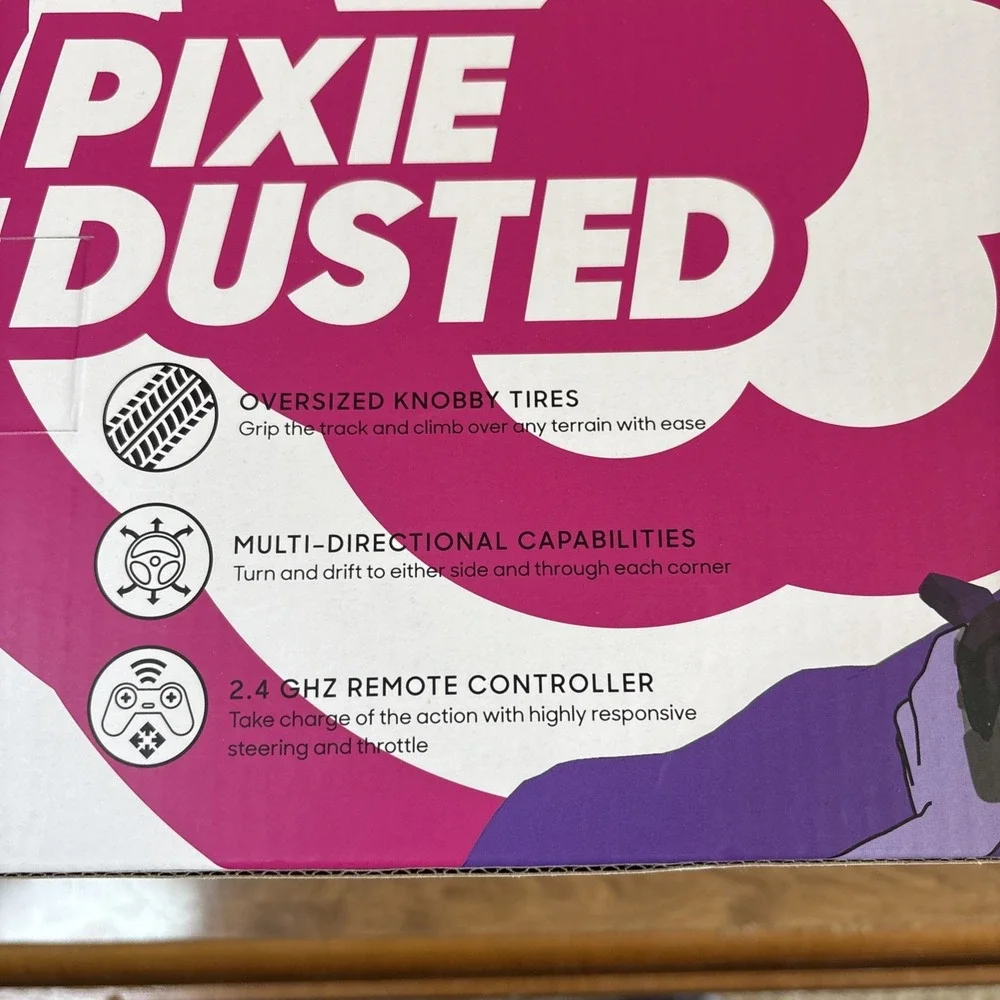 PIXIE
DUSTED
OVERSIZED KNOBBY TIRES
Grip the track and climb over any terrain with ease
MULTI-DIRECTIONAL CAPABILITIES
Turn and drift to either side and through each corner
2.4 GHZ REMOTE CONTROLLER
Take charge of the action with highly responsive
steering and throttle